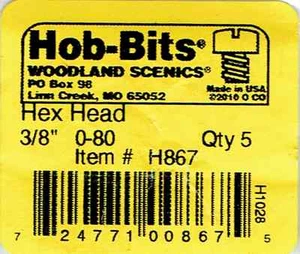 Hob-Bits®
WOODLAND SCENICS®
PO Box 98
Linn Creek, MO 65052
Made in USA
©2010 O CO
Hex Head
3/8" 0-80 Qty 5
Item # H867
H1028
7 24771 00867 5